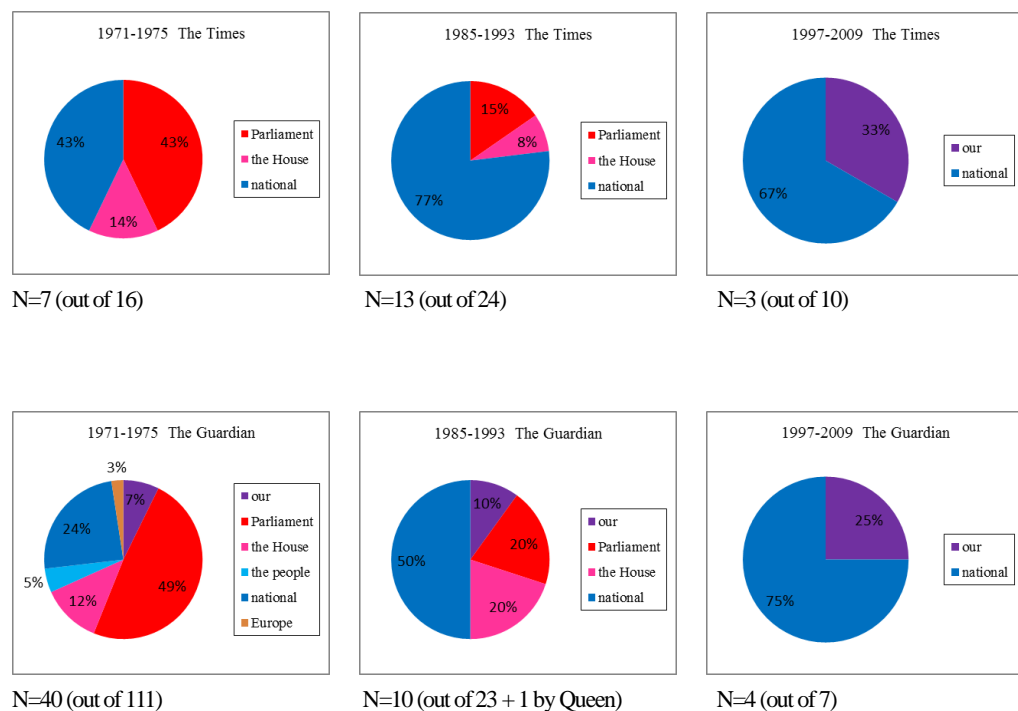 1971-1975 The Times
43%
43%
14%
Parliament
the House
national
N=7 (out of 16)
1985-1993 The Times
15%
8%
77%
Parliament
the House
national
N=13 (out of 24)
1997-2009 The Times
33%
67%
our
national
N=3 (out of 10)
1971-1975 The Guardian
3%
7%
24%
5%
12%
49%
our
Parliament
the House
the people
national
Europe
N=40 (out of 111)
1985-1993 The Guardian
10%
20%
50%
20%
our
Parliament
the House
national
N=10 (out of 23 + 1 by Queen)
1997-2009 The Guardian
25%
75%
our
national
N=4 (out of 7)